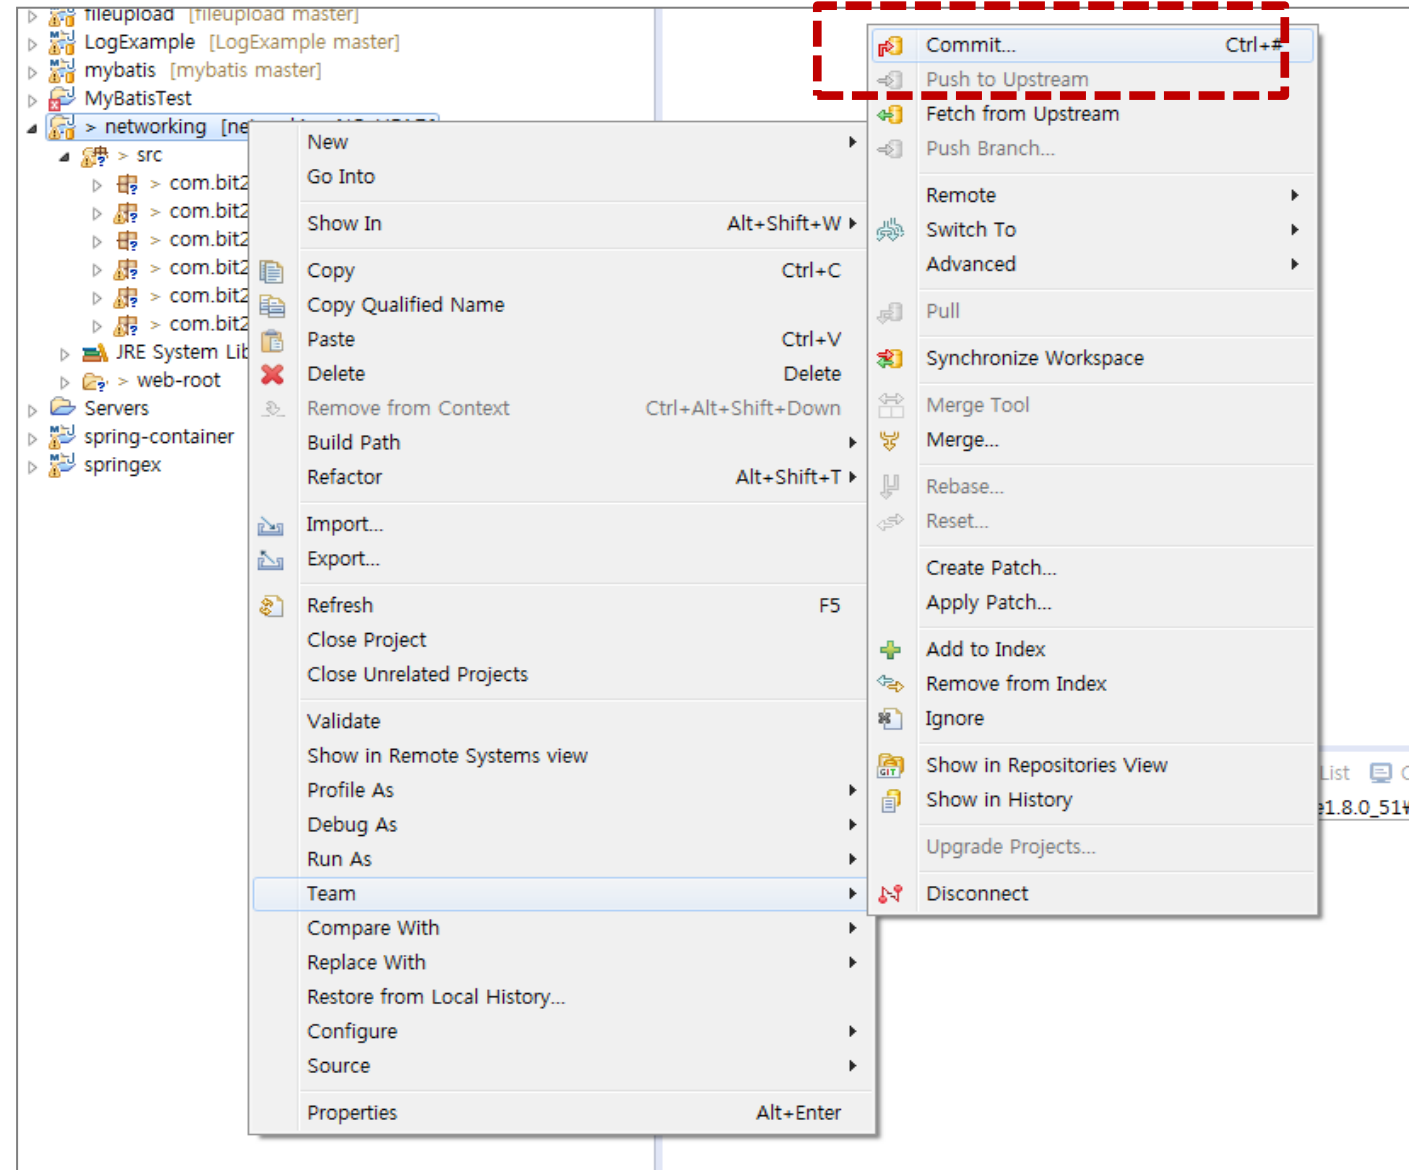 fileupload [fileupload master]
LogExample [LogExample master]
mybatis [mybatis master]
MyBatisTest
> networking
> src
> com.bit2
> com.bit2
> com.bit2
> com.bit2
> com.bit2
> com.bit2
JRE System Lib
> web-root
Servers
spring-container
springex
New
Go Into
Show In Alt+Shift+W
Copy Ctrl+C
Copy Qualified Name
Paste Ctrl+V
Delete Delete
Remove from Context Ctrl+Alt+Shift+Down
Build Path
Refactor Alt+Shift+T
Import...
Export...
Refresh F5
Close Project
Close Unrelated Projects
Validate
Show in Remote Systems view
Profile As
Debug As
Run As
Team
Compare With
Replace With
Restore from Local History...
Configure
Source
Properties Alt+Enter
Commit... Ctrl+#
Push to Upstream
Fetch from Upstream
Push Branch...
Remote
Switch To
Advanced
Pull
Synchronize Workspace
Merge Tool
Merge...
Rebase...
Reset...
Create Patch...
Apply Patch...
Add to Index
Remove from Index
Ignore
GIT
Show in Repositories View
Show in History
Upgrade Projects...
Disconnect
List
e1.8.0_51